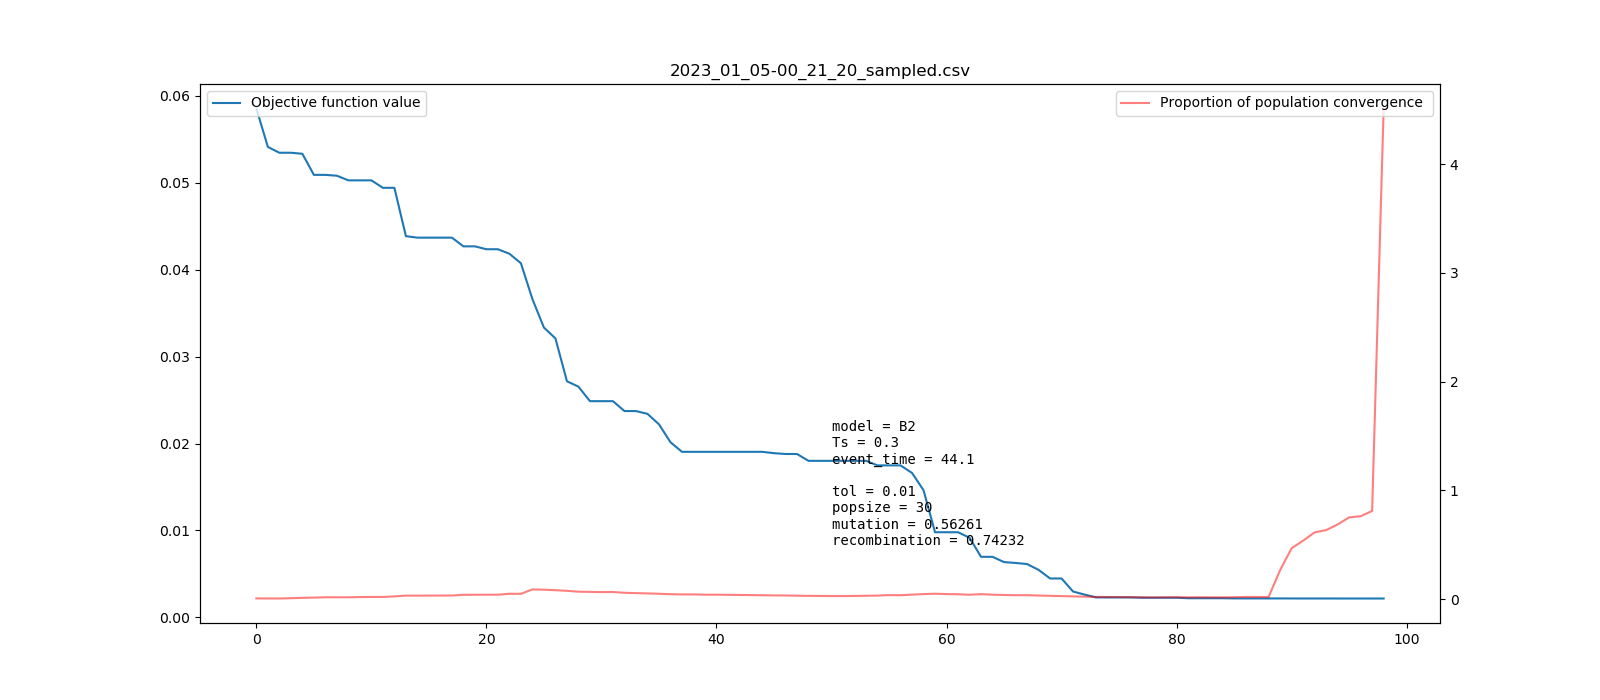 2023_01_05-00_21_20_sampled.csv
Objective function value
Proportion of population convergence
0.06
0.05
0.04
0.03
0.02
0.01
0.00
4
3
2
1
0
model = B2
Ts = 0.3
event_time = 44.1
tol = 0.01
popsize = 30
mutation = 0.56261
recombination = 0.74232
0 20 40 60 80 100